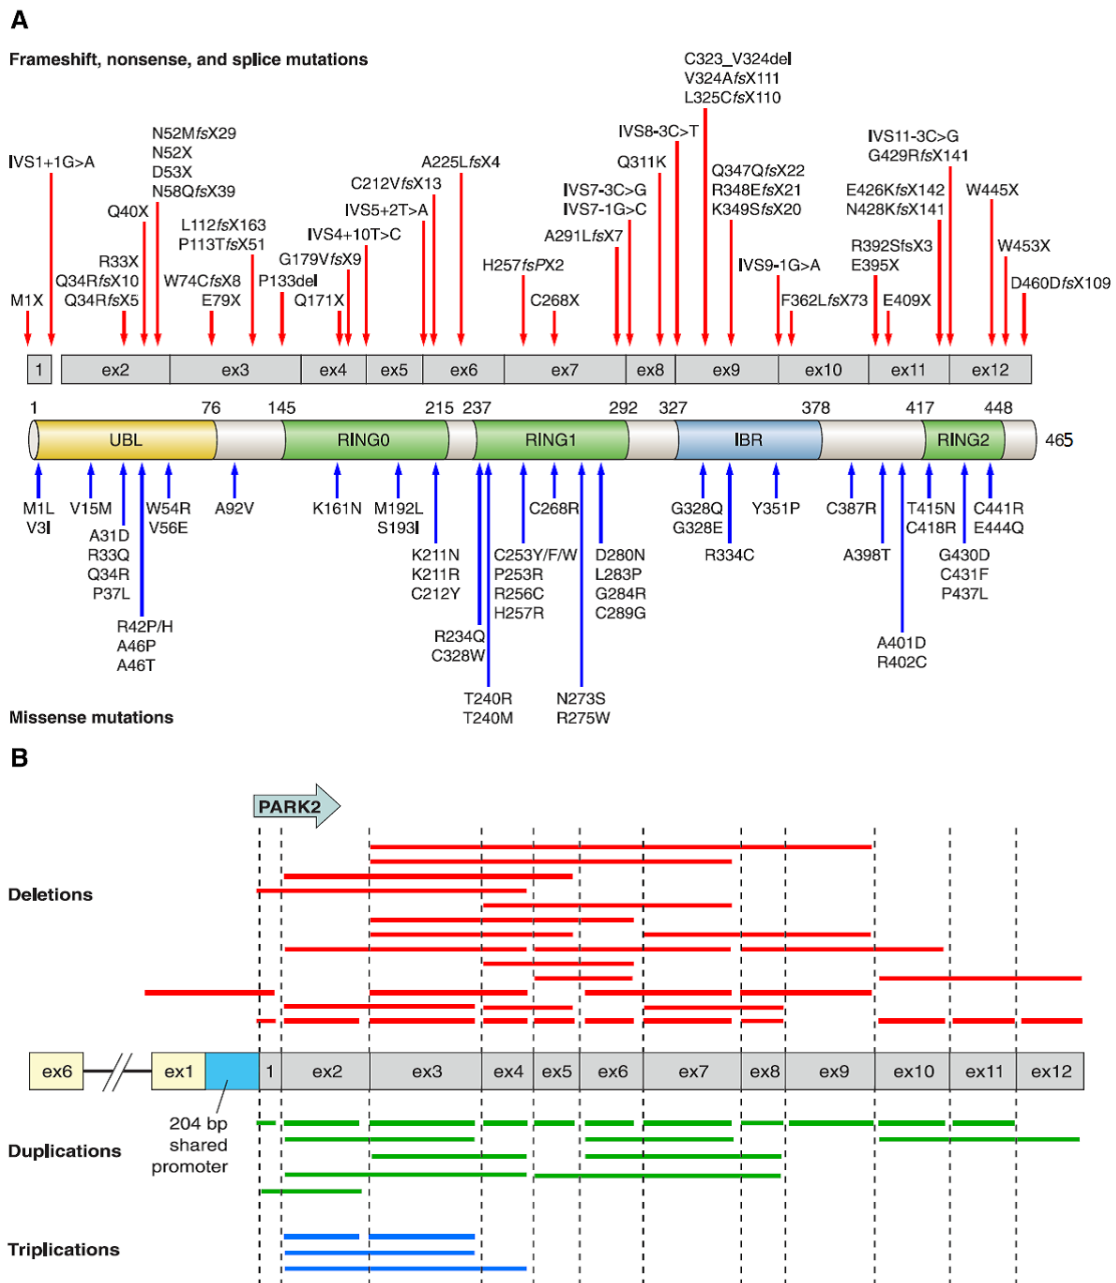 A
Frameshift, nonsense, and splice mutations
C323_V324del
V324AfsX111
L325CfsX110
N52MfsX29
N52X
D53X
N58QfsX39
IVS8-3C>T
IVS11-3C>G
G429RfsX141
IVS1+1G>A
A225LfsX4
Q311K
Q347QfsX22
R348EfsX21
K349SfsX20
C212VfsX13
IVS7-3C>G
IVS7-1G>C
E426KfsX142
N428KfsX141
W445X
Q40X
L112fsX163
P113TfsX51
IVS5+2T>A
IVS4+10T>C
A291LfsX7
R392SfsX3
E395X
W453X
R33X
Q34RfsX10
Q34RfsX5
W74CfsX8
E79X
P133del
G179VfsX9
Q171X
H257fsPX2
C268X
IVS9-1G>A
F362LfsX73
E409X
D460DfsX109
M1X
1 ex2 ex3 ex4 ex5 ex6 ex7 ex8 ex9 ex10 ex11 ex12
1 76 145 215 237 292 327 378 417 448
UBL RING0 RING1 IBR RING2 465
M1L
V3I
V15M
A31D
R33Q
Q34R
P37L
R42P/H
A46P
A46T
W54R
V56E
A92V
K161N
M192L
S193I
K211N
K211R
C212Y
R234Q
C328W
T240R
T240M
C253Y/F/W
P253R
R256C
H257R
C268R
N273S
R275W
D280N
L283P
G284R
C289G
G328Q
G328E
R334C
Y351P
C387R
A398T
A401D
R402C
T415N
C418R
G430D
C431F
P437L
C441R
E444Q
Missense mutations
B
PARK2
Deletions
ex6 ex1 1 ex2 ex3 ex4 ex5 ex6 ex7 ex8 ex9 ex10 ex11 ex12
204 bp
shared
promoter
Duplications
Triplications